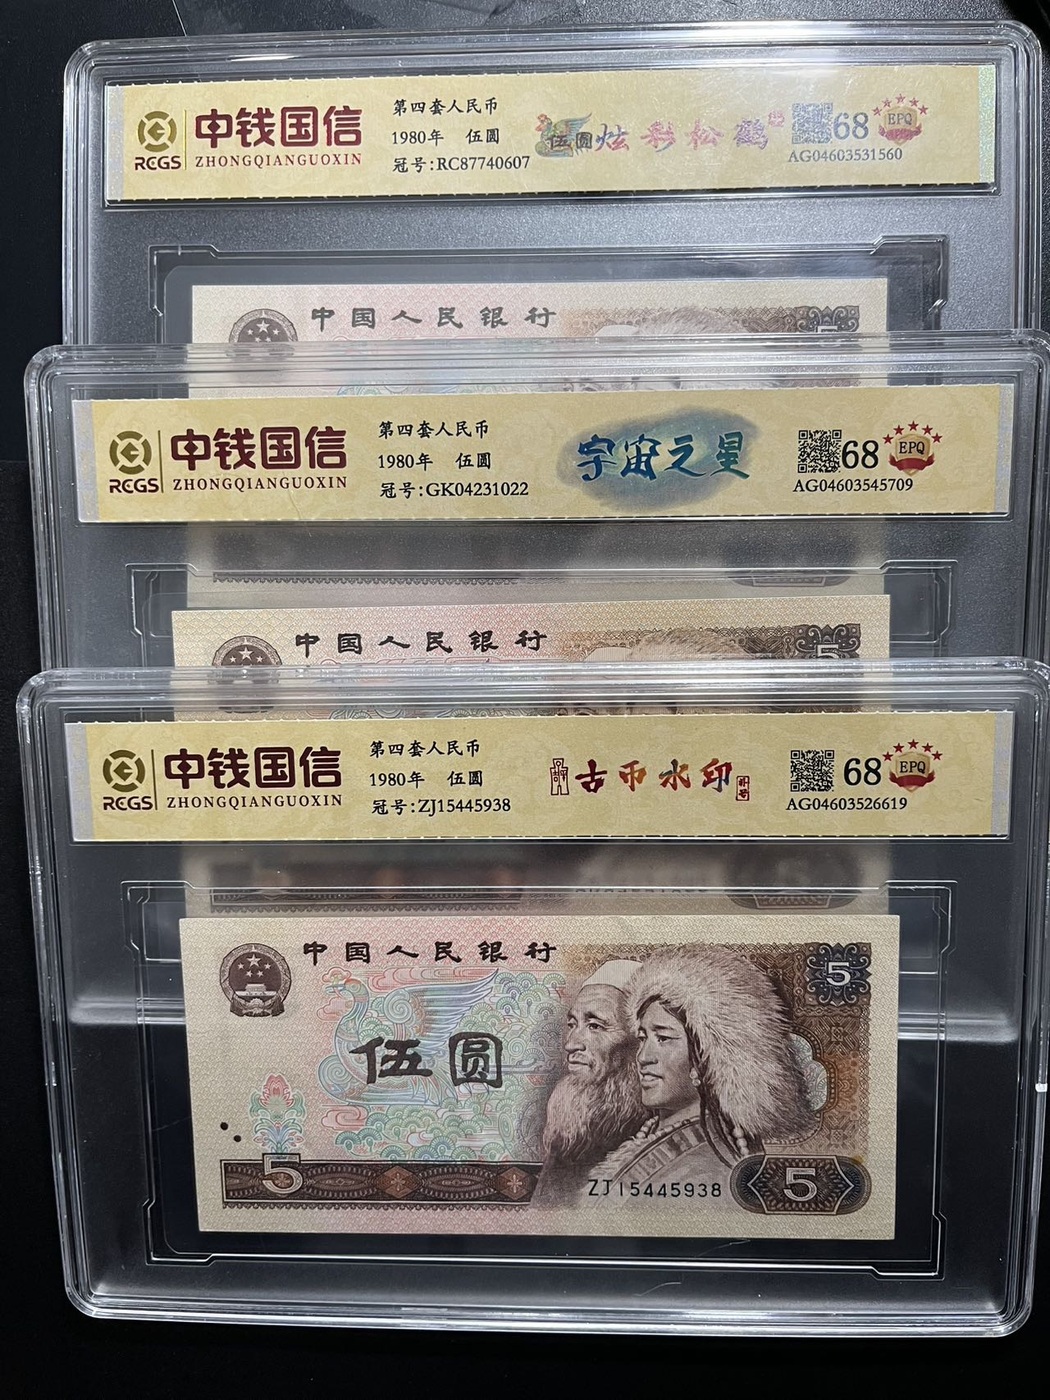 中钱国信
RCGS
ZHONGQIANGUOXIN
第四套人民币
1980年 伍圆
冠号:RC87740607
伍圆炫彩松鹤
68
EPQ
AG04603531560
中国人民银行
5
中钱国信
RCGS
ZHONGQIANGUOXIN
第四套人民币
1980年 伍圆
冠号:GK04231022
宇宙之星
68
EPQ
AG04603545709
中国人民银行
5
中钱国信
RCGS
ZHONGQIANGUOXIN
第四套人民币
1980年 伍圆
冠号:ZJ15445938
古币水印
68
EPQ
AG04603526619
中国人民银行
5
伍圆
5
ZJ15445938
5